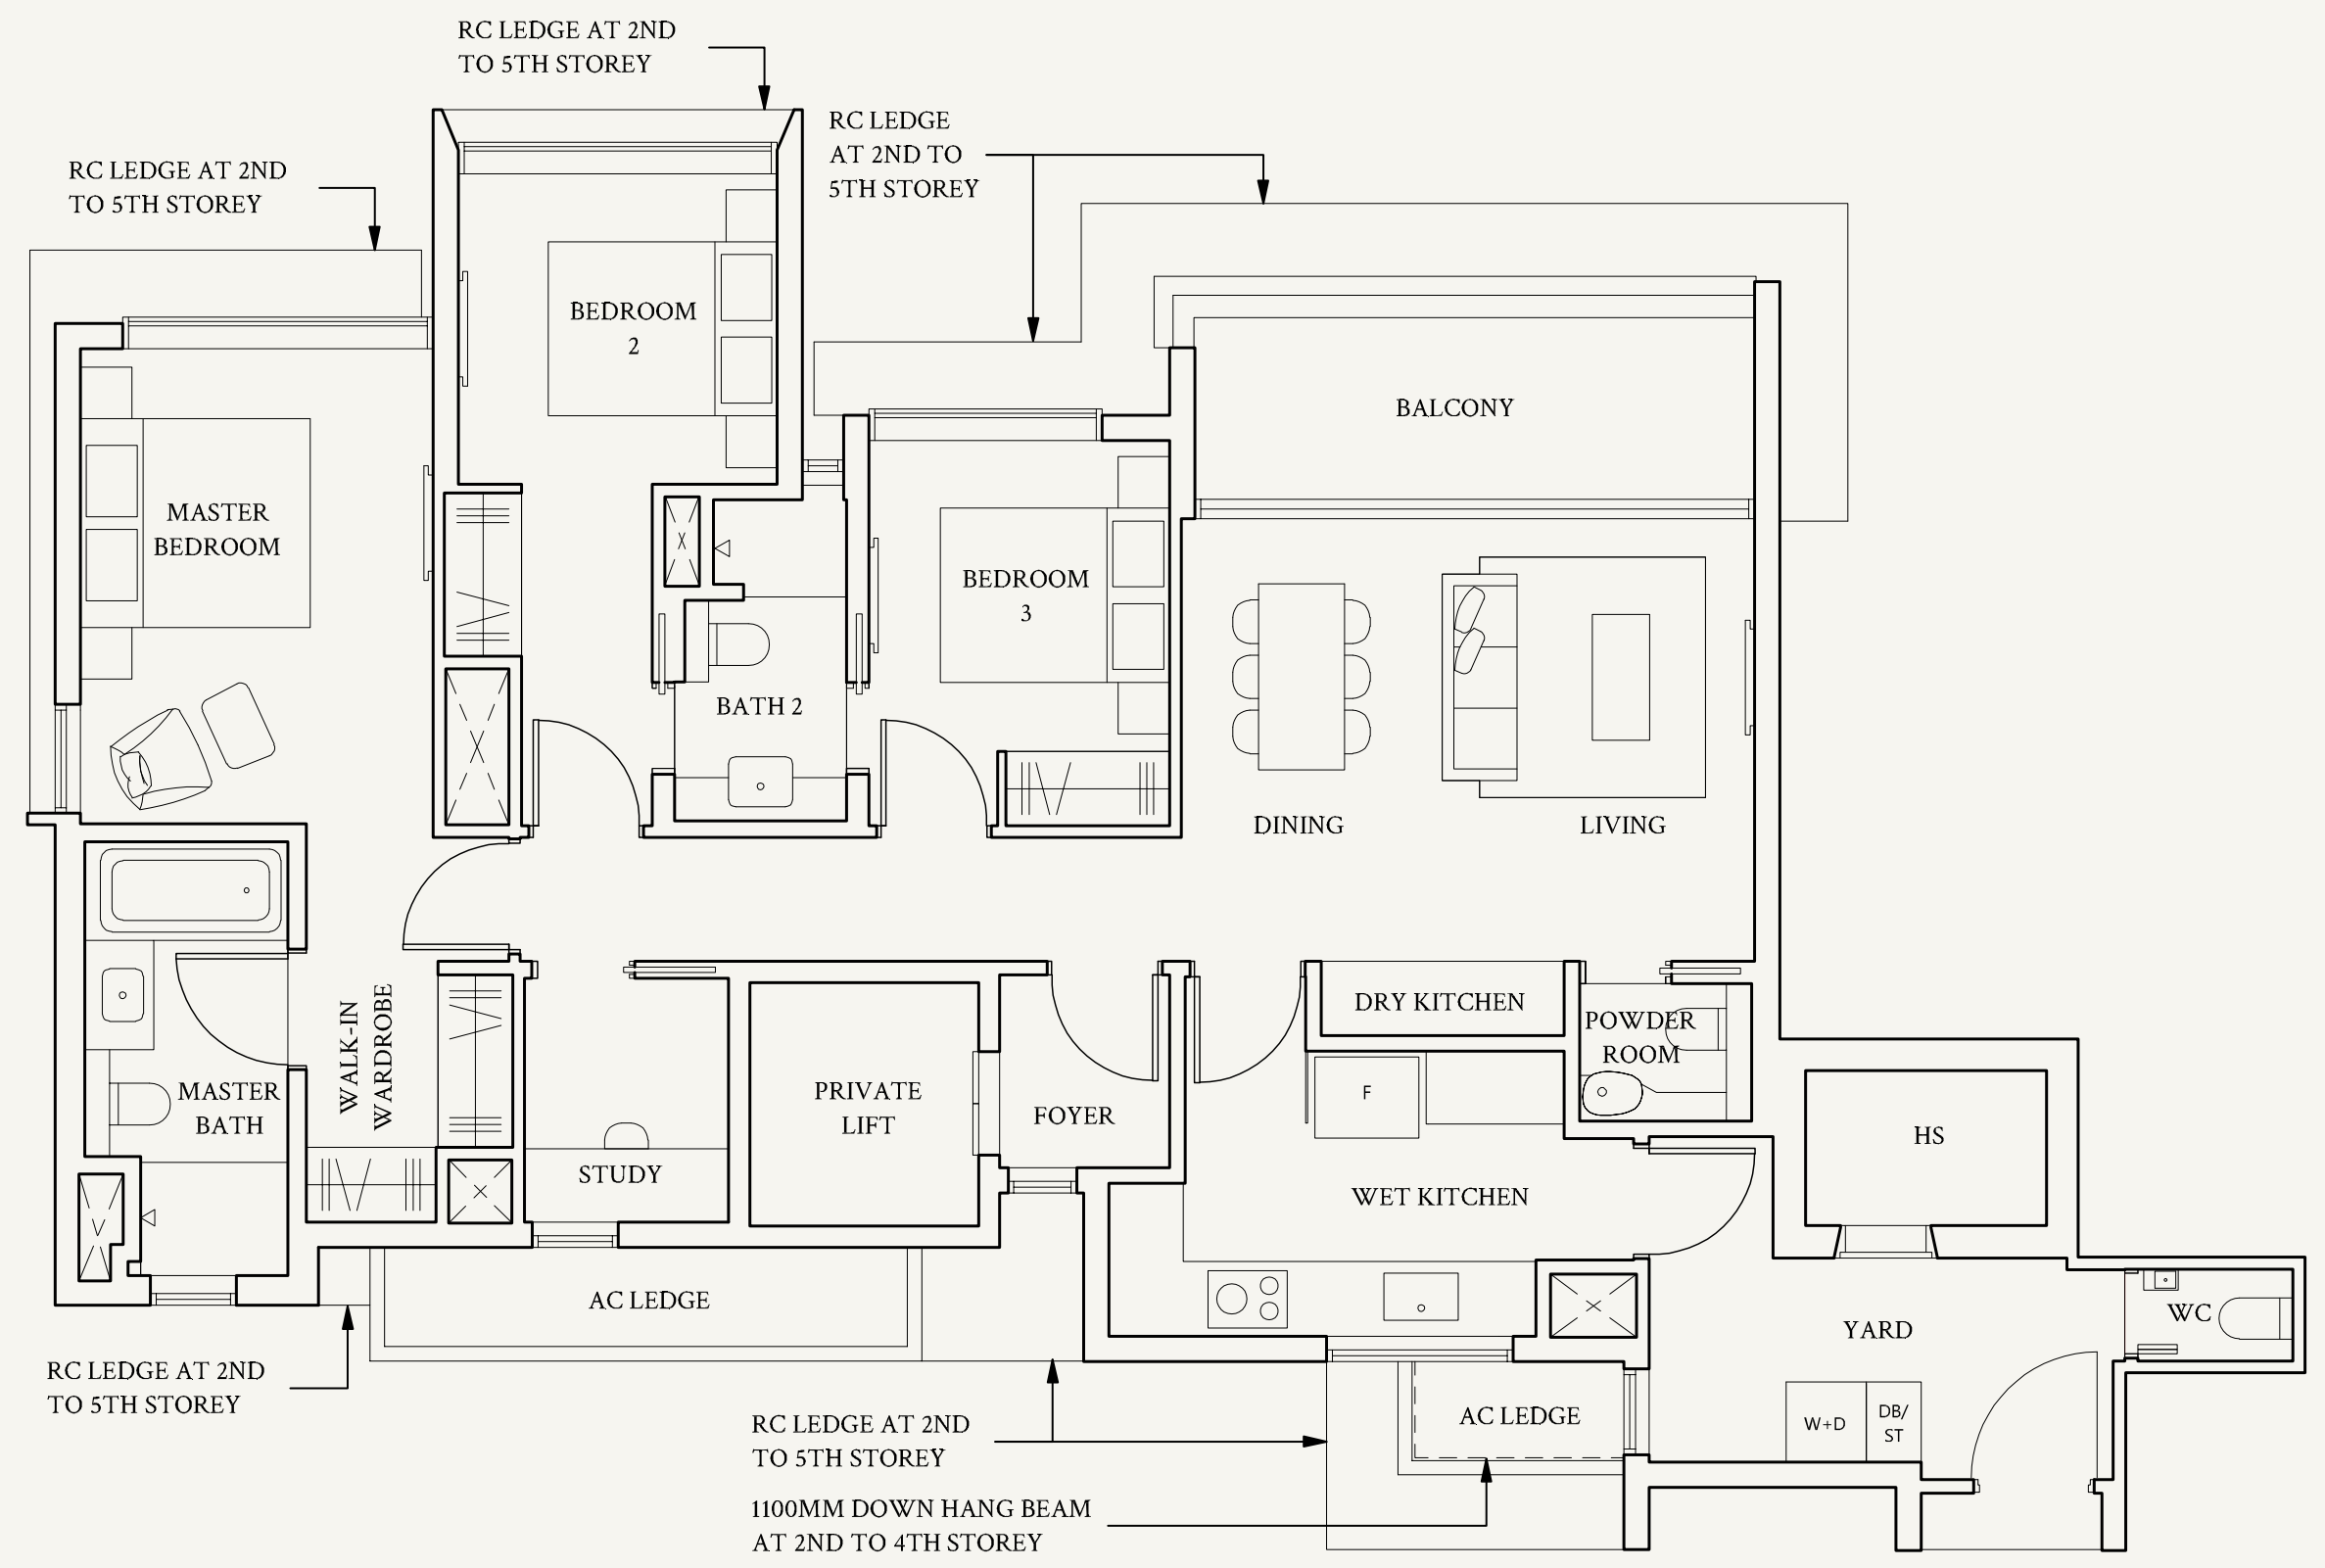 RC LEDGE AT 2ND
TO 5TH STOREY
RC LEDGE
AT 2ND TO
5TH STOREY
RC LEDGE AT 2ND
TO 5TH STOREY
BEDROOM
2
BALCONY
MASTER
BEDROOM
BEDROOM
3
BATH 2
DINING
LIVING
WALK-IN
WARDROBE
MASTER
BATH
STUDY
PRIVATE
LIFT
FOYER
DRY KITCHEN
POWDER
ROOM
F
WET KITCHEN
HS
AC LEDGE
YARD
WC
RC LEDGE AT 2ND
TO 5TH STOREY
RC LEDGE AT 2ND
TO 5TH STOREY
AC LEDGE
W+D
DB/
ST
1100MM DOWN HANG BEAM
AT 2ND TO 4TH STOREY